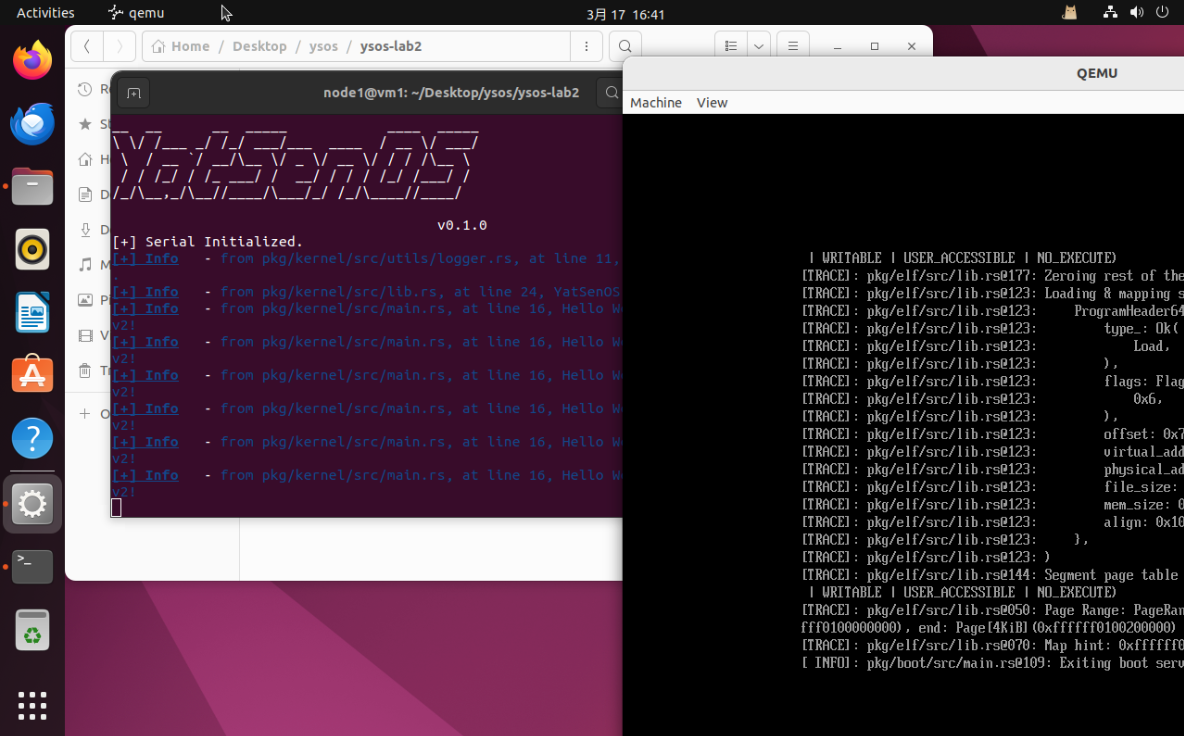 Activities
qemu
3月 17 16:41
Home / Desktop / ysos / ysos-lab2
node1@vm1: ~/Desktop/ysos/ysos-lab2
QEMU
Machine View
v0.1.0
[+] Serial Initialized.
[+] Info - from pkg/kernel/src/utils/logger.rs, at line 11,
.
[+] Info - from pkg/kernel/src/lib.rs, at line 24, YatSenOS
[+] Info - from pkg/kernel/src/main.rs, at line 16, Hello W
v2!
[+] Info - from pkg/kernel/src/main.rs, at line 16, Hello W
v2!
[+] Info - from pkg/kernel/src/main.rs, at line 16, Hello W
v2!
[+] Info - from pkg/kernel/src/main.rs, at line 16, Hello W
v2!
[+] Info - from pkg/kernel/src/main.rs, at line 16, Hello W
v2!
[+] Info - from pkg/kernel/src/main.rs, at line 16, Hello W
v2!
| WRITABLE | USER_ACCESSIBLE | NO_EXECUTE)
[TRACE]: pkg/elf/src/lib.rs@177: Zeroing rest of the
[TRACE]: pkg/elf/src/lib.rs@123: Loading & mapping s
[TRACE]: pkg/elf/src/lib.rs@123: ProgramHeader64
[TRACE]: pkg/elf/src/lib.rs@123: type_: Ok(
[TRACE]: pkg/elf/src/lib.rs@123: Load,
[TRACE]: pkg/elf/src/lib.rs@123: ),
[TRACE]: pkg/elf/src/lib.rs@123: flags: Flag
[TRACE]: pkg/elf/src/lib.rs@123: 0x6,
[TRACE]: pkg/elf/src/lib.rs@123: ),
[TRACE]: pkg/elf/src/lib.rs@123: offset: 0x7
[TRACE]: pkg/elf/src/lib.rs@123: virtual_add
[TRACE]: pkg/elf/src/lib.rs@123: physical_ad
[TRACE]: pkg/elf/src/lib.rs@123: file_size:
[TRACE]: pkg/elf/src/lib.rs@123: mem_size: 0
[TRACE]: pkg/elf/src/lib.rs@123: align: 0x10
[TRACE]: pkg/elf/src/lib.rs@123: },
[TRACE]: pkg/elf/src/lib.rs@123: )
[TRACE]: pkg/elf/src/lib.rs@144: Segment page table
| WRITABLE | USER_ACCESSIBLE | NO_EXECUTE)
[TRACE]: pkg/elf/src/lib.rs@050: Page Range: PageRan
fff0100000000), end: Page[4KiB](0xffffff0100200000)
[TRACE]: pkg/elf/src/lib.rs@070: Map hint: 0xffffff0
[ INFO]: pkg/boot/src/main.rs@109: Exiting boot serv